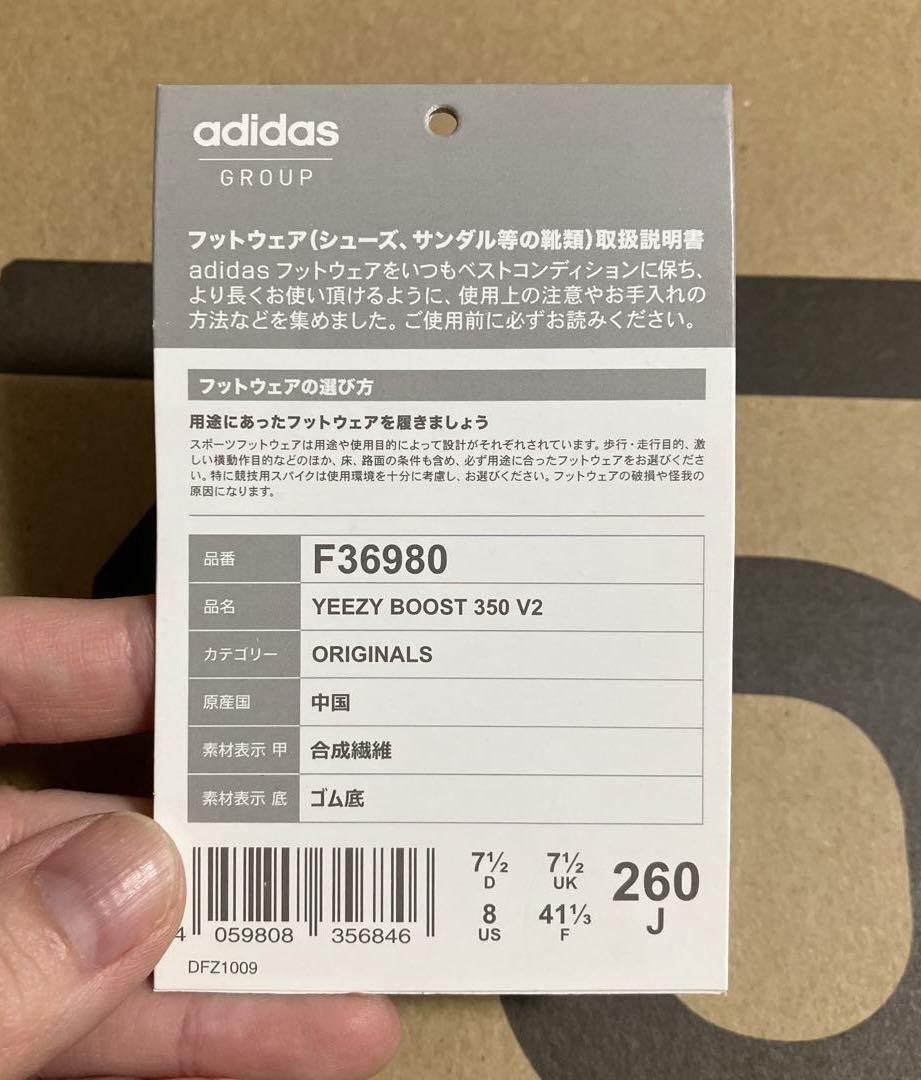 adidas
GROUP
フットウェア(シューズ、サンダル等の靴類)取扱説明書
adidas フットウェアをいつもベストコンディションに保ち、
より長くお使い頂けるように、使用上の注意やお手入れの
方法などを集めました。ご使用前に必ずお読みください。
フットウェアの選び方
用途にあったフットウェアを履きましょう
スポーツフットウェアは用途や使用目的によって設計がそれぞれされています。歩行・走行目的、激
しい横動作目的などのほか、床、路面の条件も含め、必ず用途に合ったフットウェアをお選びくださ
い。特に競技用スパイクは使用環境を十分に考慮し、お選びください。フットウェアの破損や怪我の
原因になります。
品番 F36980
品名 YEEZY BOOST 350 V2
カテゴリー ORIGINALS
原産国 中国
素材表示 甲 合成繊維
素材表示 底 ゴム底
7½ 7½ 260
D UK J
8 41⅓
US F
4 059808 356846
DFZ1009